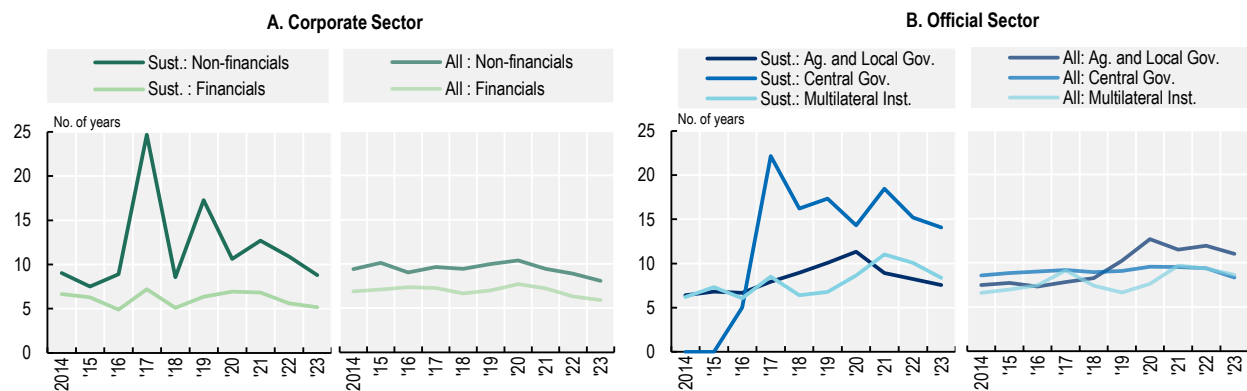 A. Corporate Sector
Sust.: Non-financials
Sust. : Financials
All : Non-financials
All : Financials
No. of years
25
20
15
10
5
0
2014 '15 '16 '17 '18 '19 '20 '21 '22 '23
2014 '15 '16 '17 '18 '19 '20 '21 '22 '23
B. Official Sector
Sust.: Ag. and Local Gov.
Sust.: Central Gov.
Sust.: Multilateral Inst.
All: Ag. and Local Gov.
All: Central Gov.
All: Multilateral Inst.
No. of years
25
20
15
10
5
0
2014 '15 '16 '17 '18 '19 '20 '21 '22 '23
2014 '15 '16 '17 '18 '19 '20 '21 '22 '23